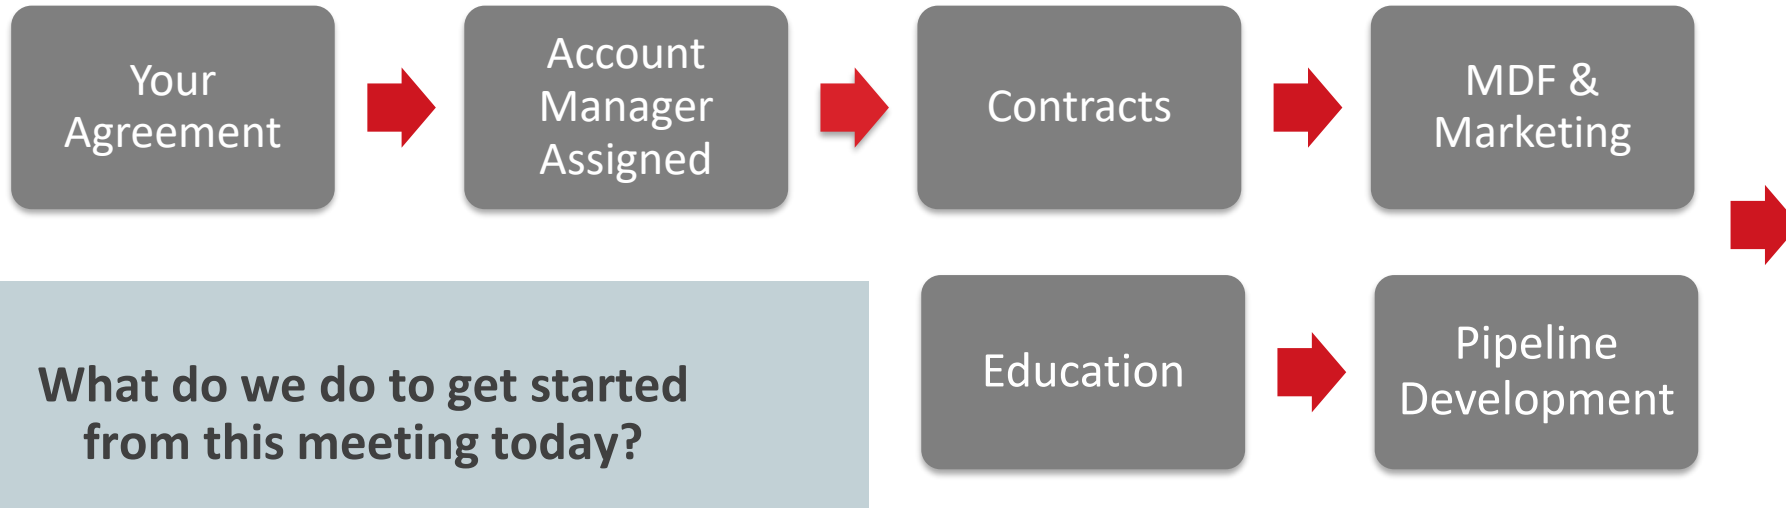 Your
Agreement
Account
Manager
Assigned
Contracts
MDF &
Marketing
Education
Pipeline
Development
What do we do to get started
from this meeting today?